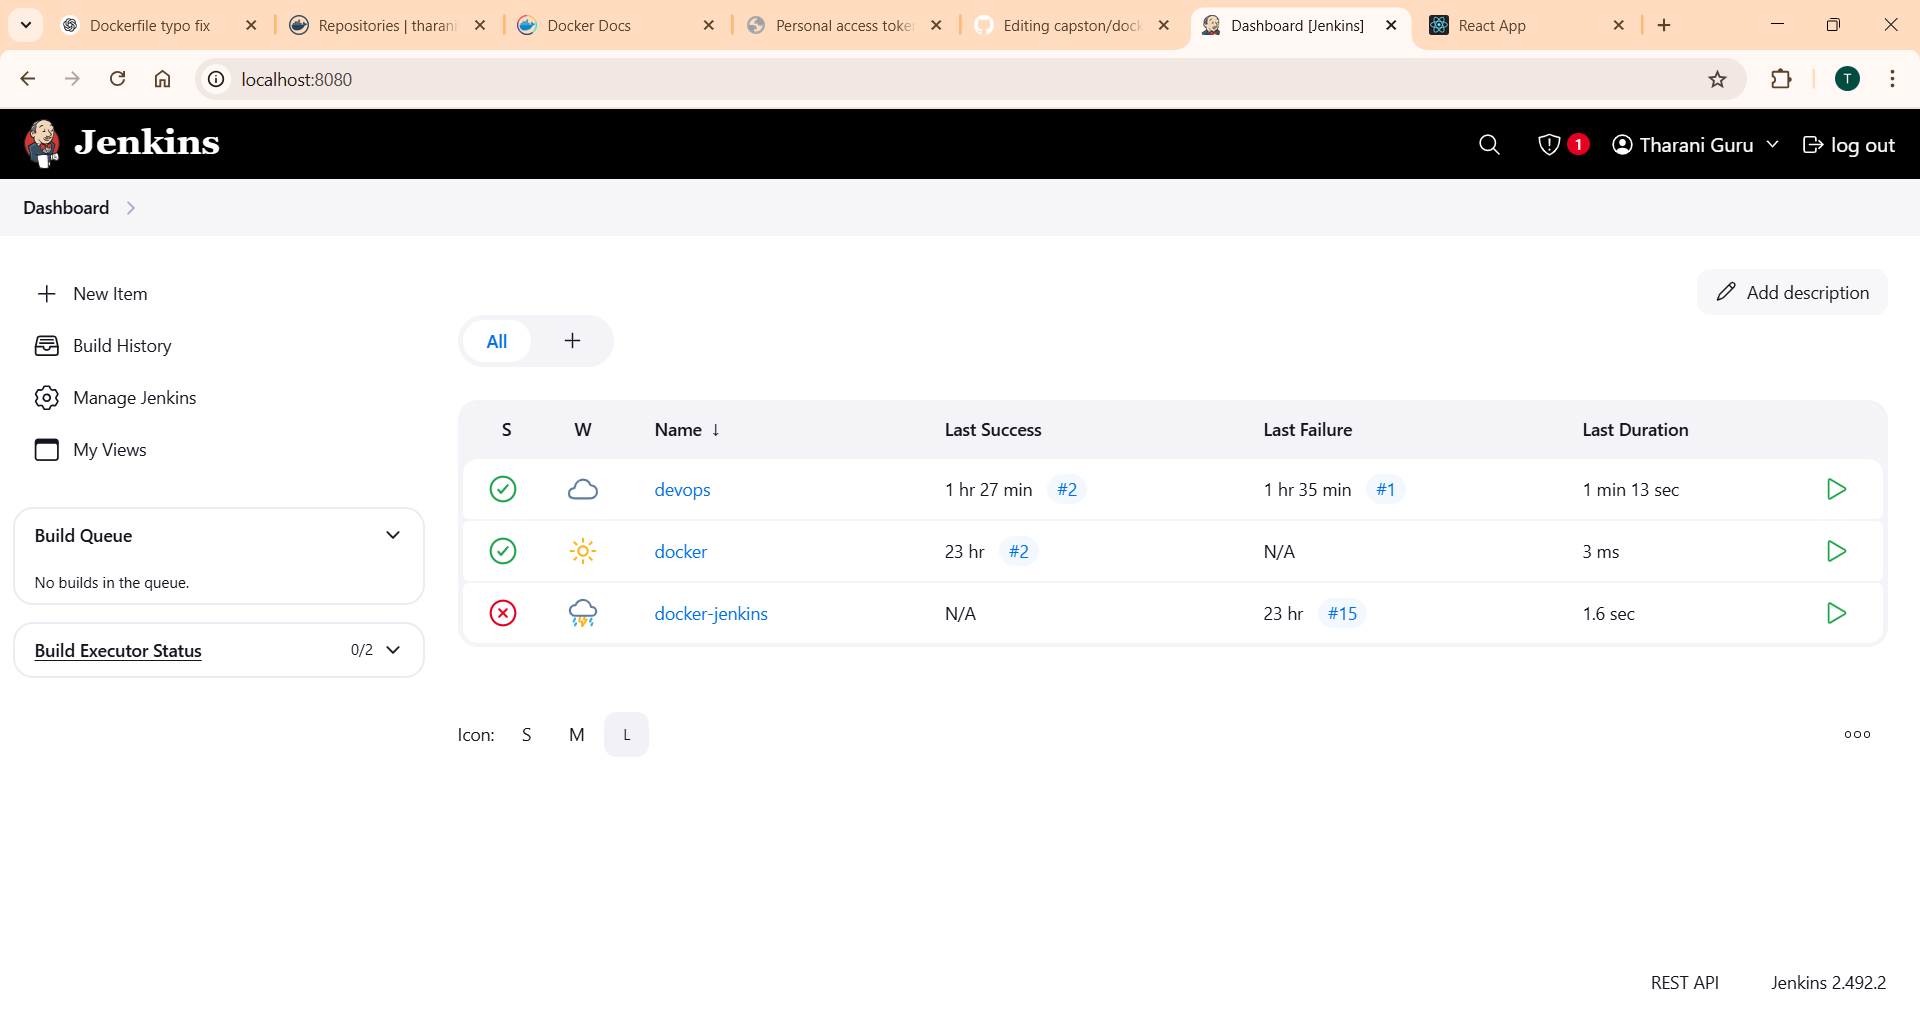 Dockerfile typo fix
Repositories | tharani
Docker Docs
Personal access token
Editing capston/dock
Dashboard [Jenkins]
React App
localhost:8080
T
Jenkins
1
Tharani Guru
log out
Dashboard
New Item
Add description
Build History
All +
Manage Jenkins
My Views
S W Name ↓ Last Success Last Failure Last Duration
devops 1 hr 27 min #2 1 hr 35 min #1 1 min 13 sec
docker 23 hr #2 N/A 3 ms
docker-jenkins N/A 23 hr #15 1.6 sec
Build Queue
No builds in the queue.
Build Executor Status 0/2
Icon: S M L
REST API Jenkins 2.492.2